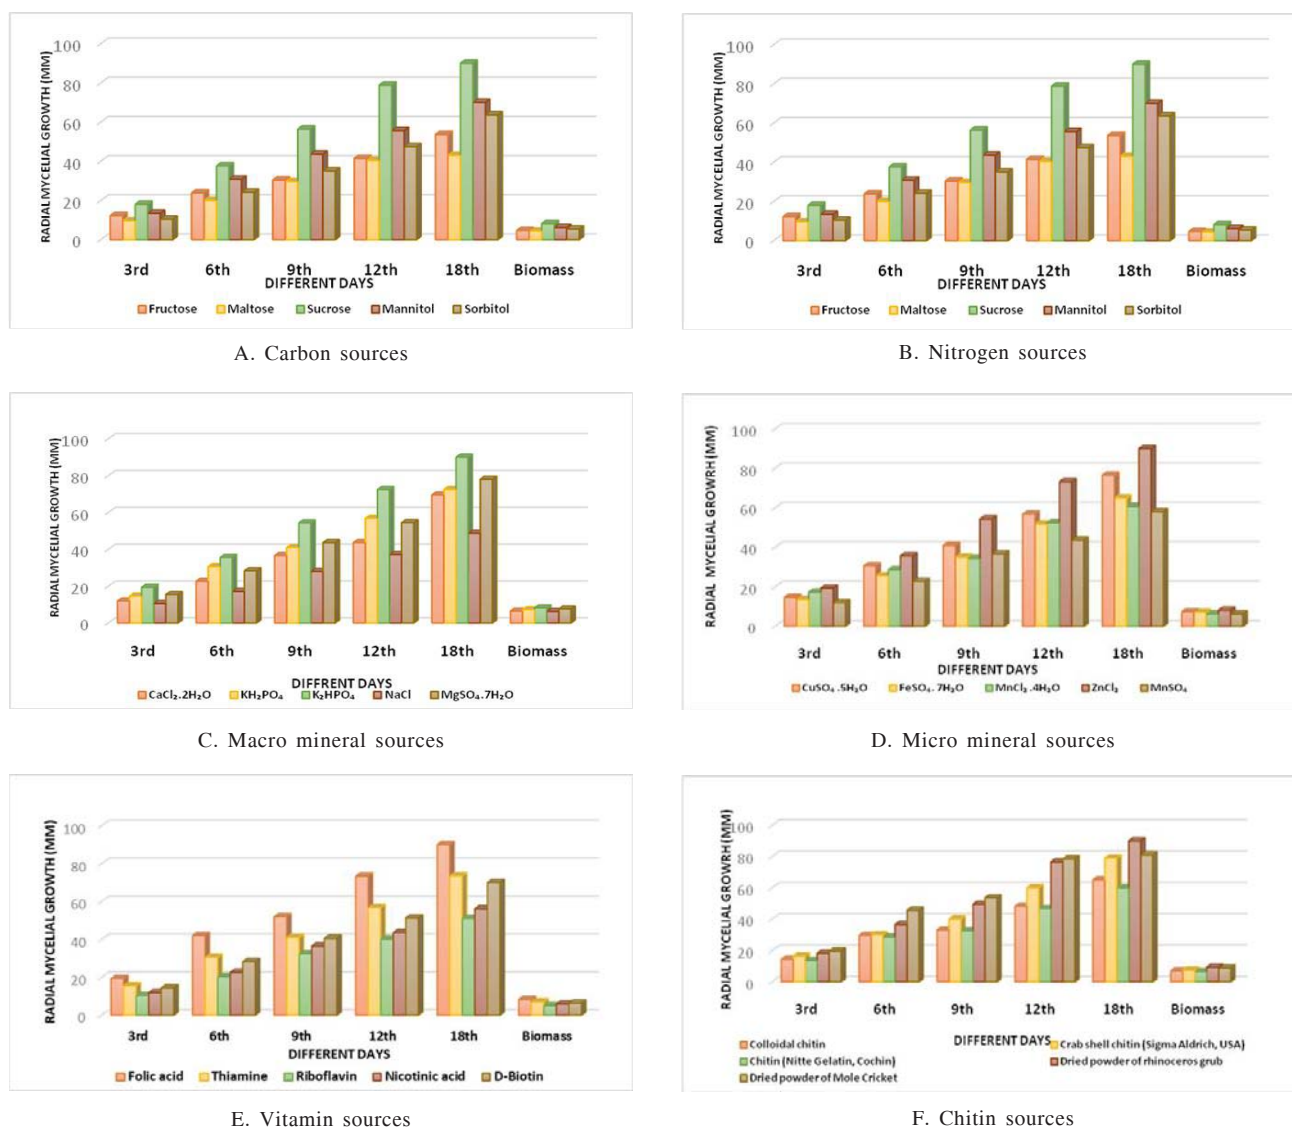 RADIAL MYCELIAL GROWTH (MM)
100
80
60
40
20
0
3rd 6th 9th 12th 18th Biomass
DIFFERENT DAYS
Fructose Maltose Sucrose Mannitol Sorbitol
A. Carbon sources
RADIAL MYCELIAL GROWTH (MM)
100
80
60
40
20
0
3rd 6th 9th 12th 18th Biomass
DIFFERENT DAYS
Fructose Maltose Sucrose Mannitol Sorbitol
B. Nitrogen sources
RADIAL MYCELIAL GROWTH (MM)
100
80
60
40
20
0
3rd 6th 9th 12th 18th Biomass
DIFFRENT DAYS
CaCl₂.2H₂O KH₂PO₄ K₂HPO₄ NaCl MgSO₄.7H₂O
C. Macro mineral sources
RADIAL MYCELIAL GROWRH (MM)
100
80
60
40
20
0
3rd 6th 9th 12th 18th Biomass
DIFFERENT DAYS
CuSO₄.5H₂O FeSO₄.7H₂O MnCl₂.4H₂O ZnCl₂ MnSO₄
D. Micro mineral sources
RADIAL MYCELIAL GROWTH (MM)
100
80
60
40
20
0
3rd 6th 9th 12th 18th Biomass
DIFFERENT DAYS
Folic acid Thiamine Riboflavin Nicotinic acid D-Biotin
E. Vitamin sources
RADIAL MYCELIAL GROWRH (MM)
100
80
60
40
20
0
3rd 6th 9th 12th 18th Biomass
DIFFERENT DAYS
Colloidal chitin Crab shell chitin (Sigma Aldrich, USA)
Chitin (Nitte Gelatin, Cochin) Dried powder of rhinoceros grub
Dried powder of Mole Cricket
F. Chitin sources